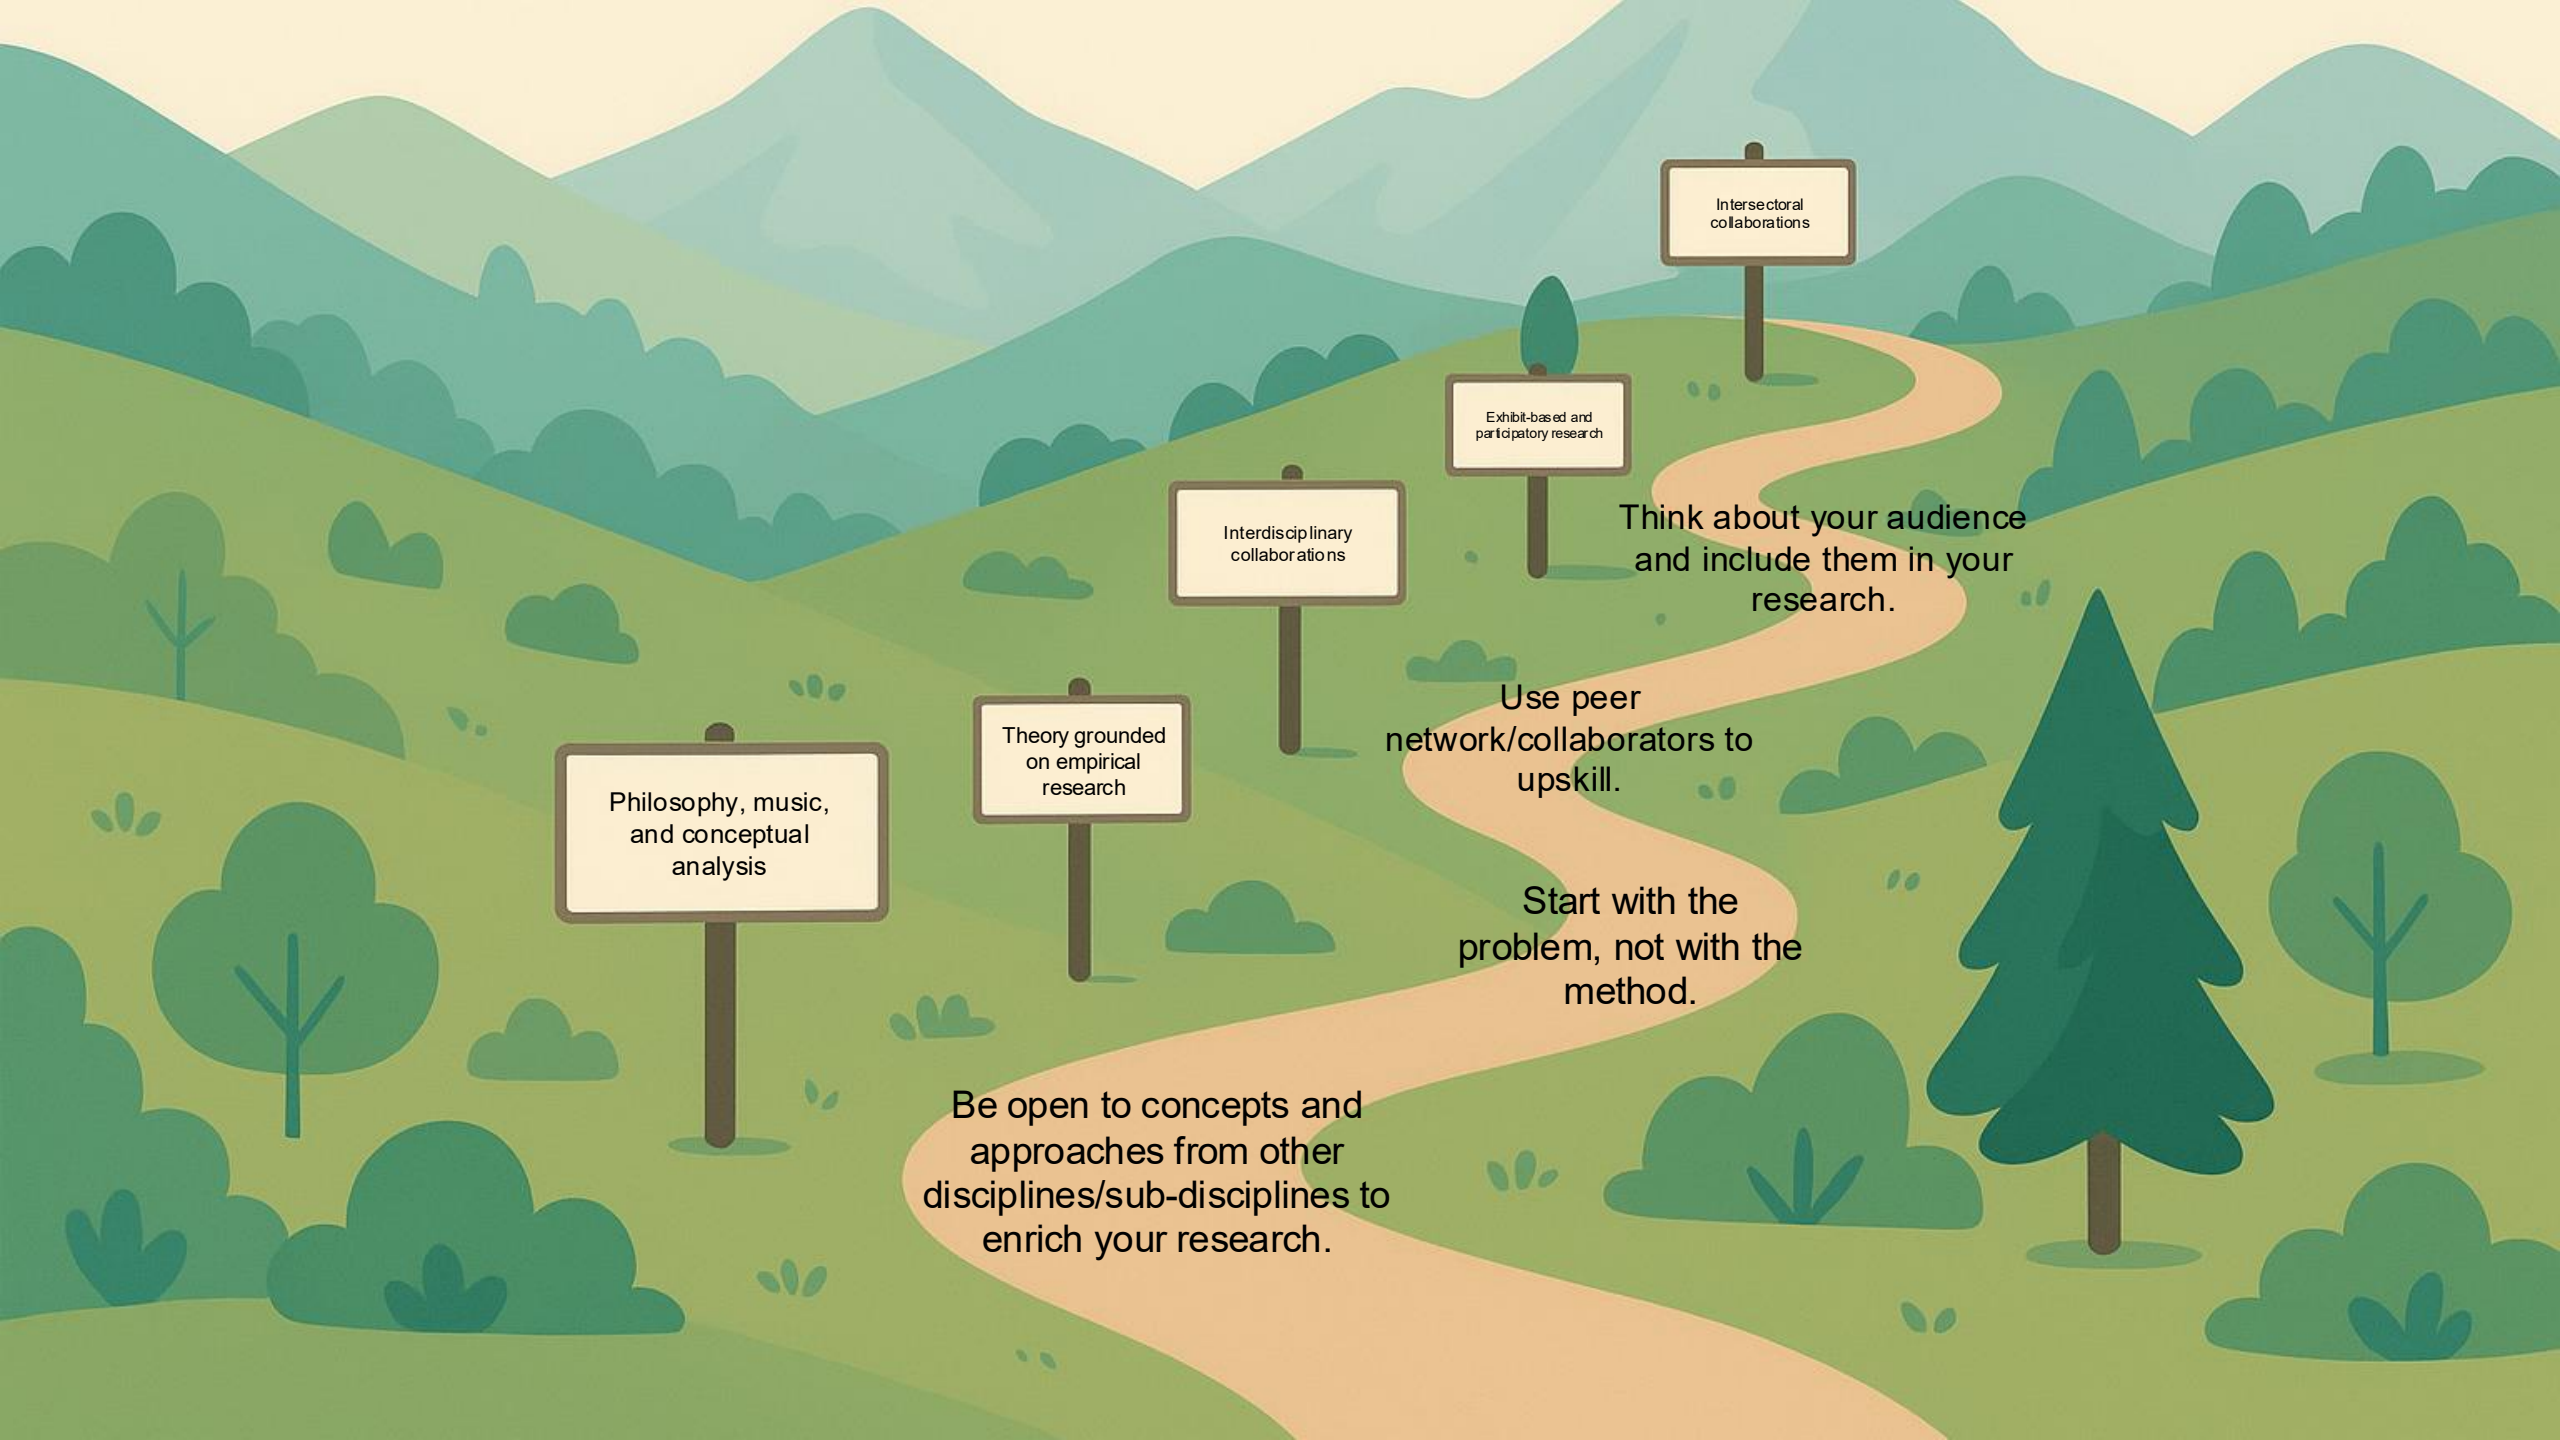 Intersectoral
collaborations
Exhibit-based and
participatory research
Interdisciplinary
collaborations
Think about your audience
and include them in your
research.
Theory grounded
on empirical
research
Use peer
network/collaborators to
upskill.
Philosophy, music,
and conceptual
analysis
Start with the
problem, not with the
method.
Be open to concepts and
approaches from other
disciplines/sub-disciplines to
enrich your research.